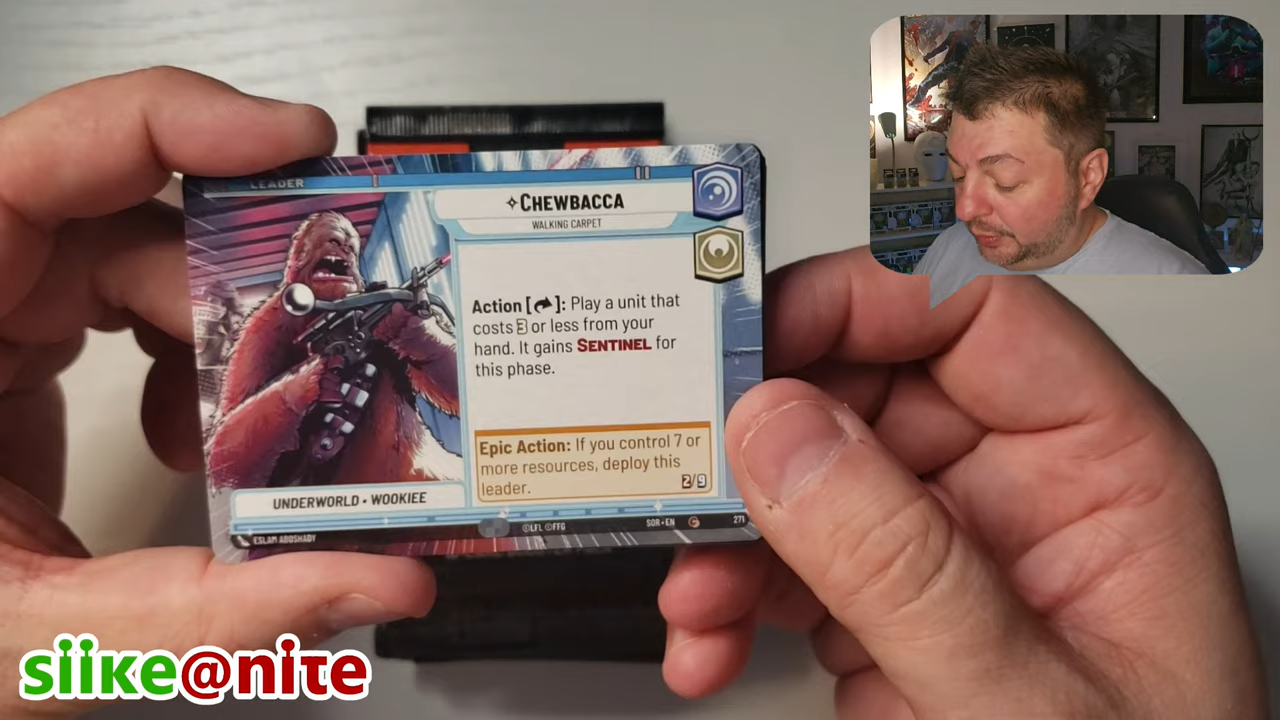 LEADER
CHEWBACCA
WALKING CARPET
Action [ ]: Play a unit that
costs 3 or less from your
hand. It gains SENTINEL for
this phase.
Epic Action: If you control 7 or
more resources, deploy this
leader.
2/9
UNDERWORLD • WOOKIEE
ESLAM ABOSHADY
©LFL ©FFG
SOR • EN
C
271
siike@nite